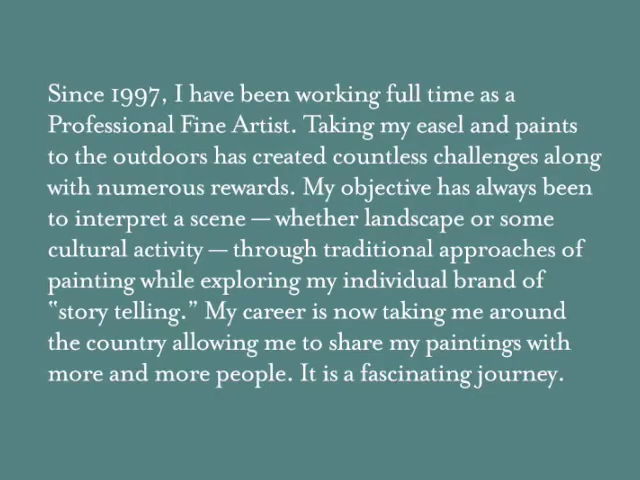 Since 1997, I have been working full time as a
Professional Fine Artist. Taking my easel and paints
to the outdoors has created countless challenges along
with numerous rewards. My objective has always been
to interpret a scene — whether landscape or some
cultural activity — through traditional approaches of
painting while exploring my individual brand of
“story telling.” My career is now taking me around
the country allowing me to share my paintings with
more and more people. It is a fascinating journey.